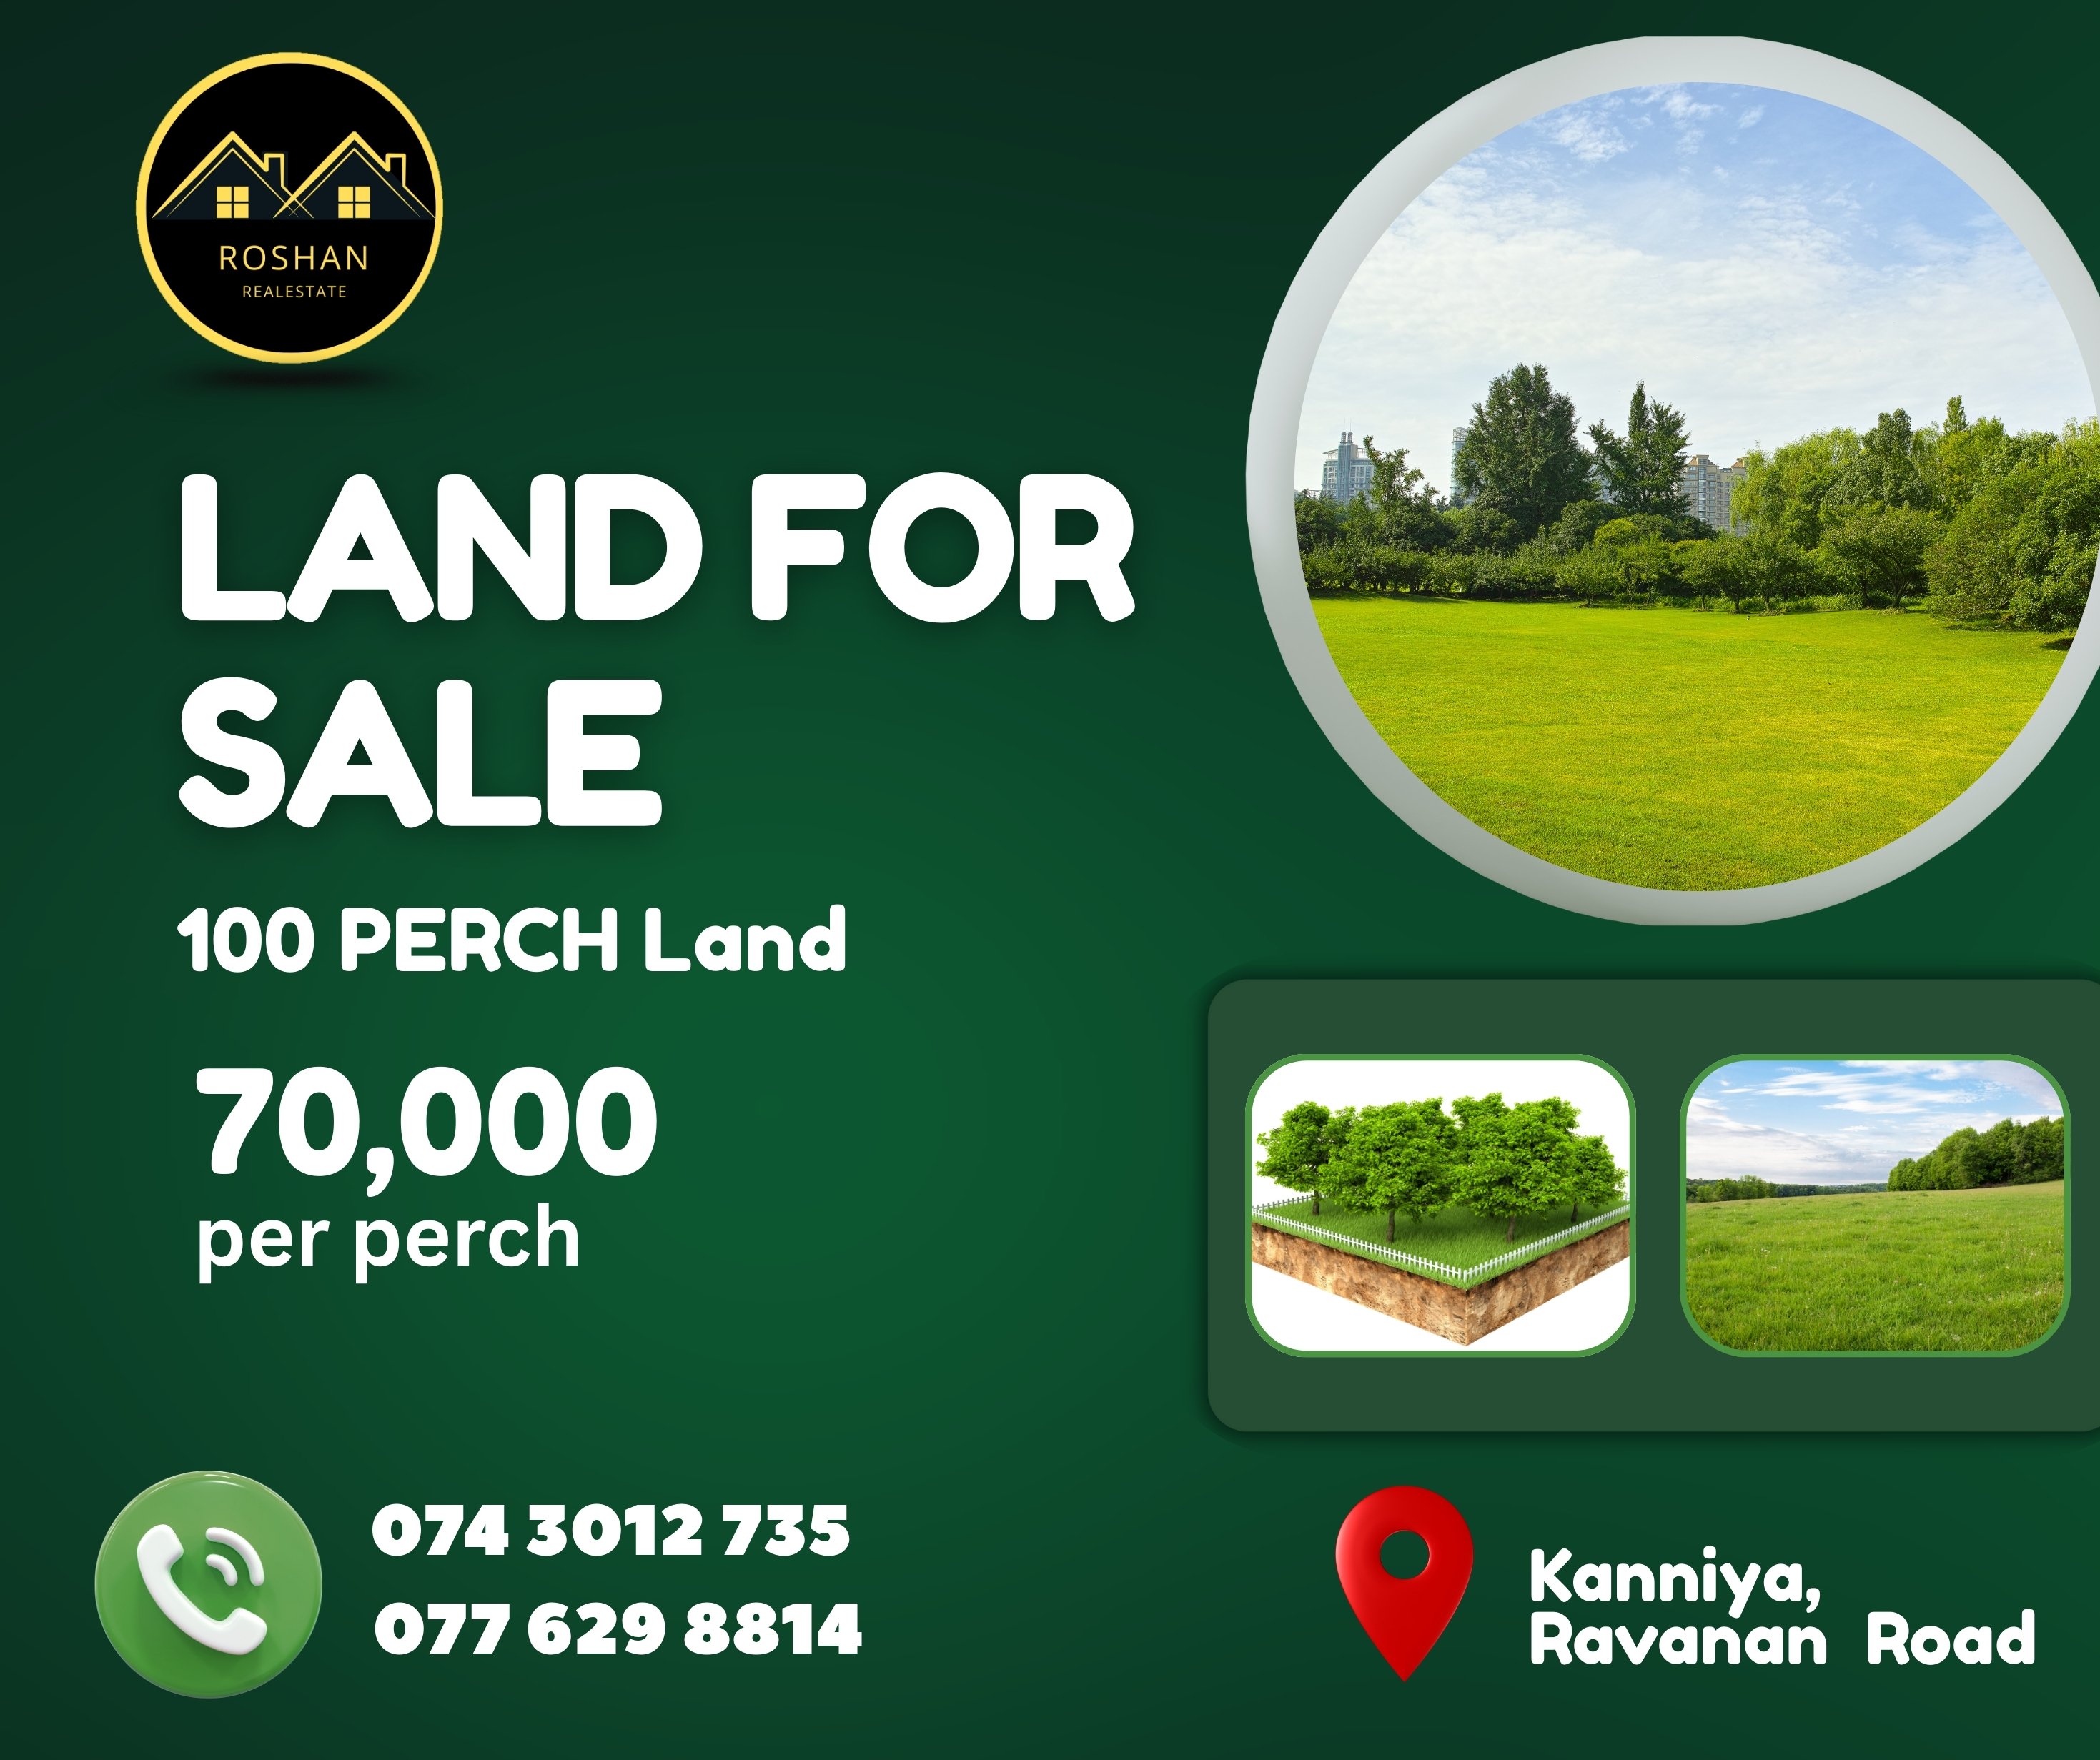 ROSHAN
REALESTATE
LAND FOR
SALE
100 PERCH Land
70,000
per perch
074 3012 735
077 629 8814
Kanniya,
Ravanan Road